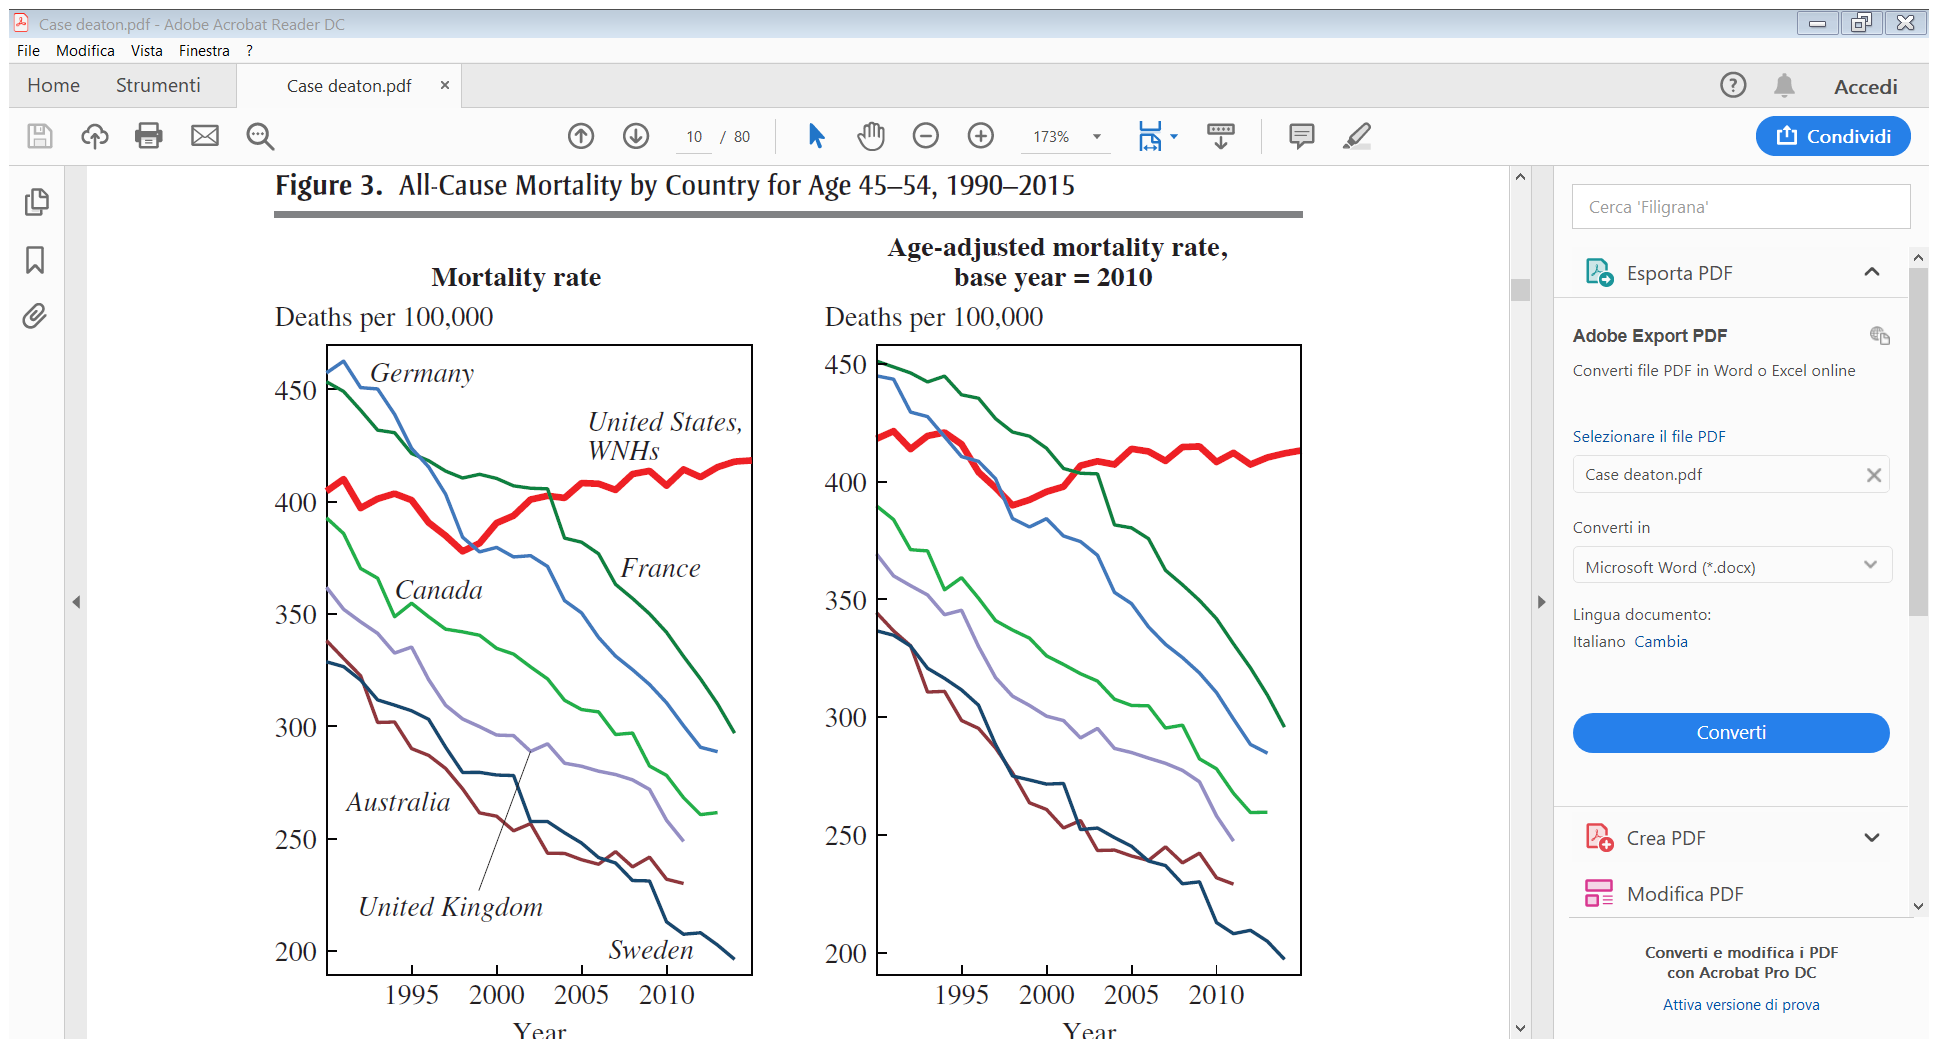 Case deaton.pdf - Adobe Acrobat Reader DC
File Modifica Vista Finestra ?
Home Strumenti Case deaton.pdf ×
? Accedi
10 / 80 173% Condividi
Figure 3. All-Cause Mortality by Country for Age 45–54, 1990–2015
Mortality rate
Deaths per 100,000
450
400
350
300
250
200
Germany
United States,
WNHs
France
Canada
Australia
United Kingdom
Sweden
1995 2000 2005 2010
Year
Age-adjusted mortality rate,
base year = 2010
Deaths per 100,000
450
400
350
300
250
200
1995 2000 2005 2010
Year
Cerca 'Filigrana'
Esporta PDF
Adobe Export PDF
Converti file PDF in Word o Excel online
Selezionare il file PDF
Case deaton.pdf
Converti in
Microsoft Word (*.docx)
Lingua documento:
Italiano Cambia
Converti
Crea PDF
Modifica PDF
Converti e modifica i PDF
con Acrobat Pro DC
Attiva versione di prova